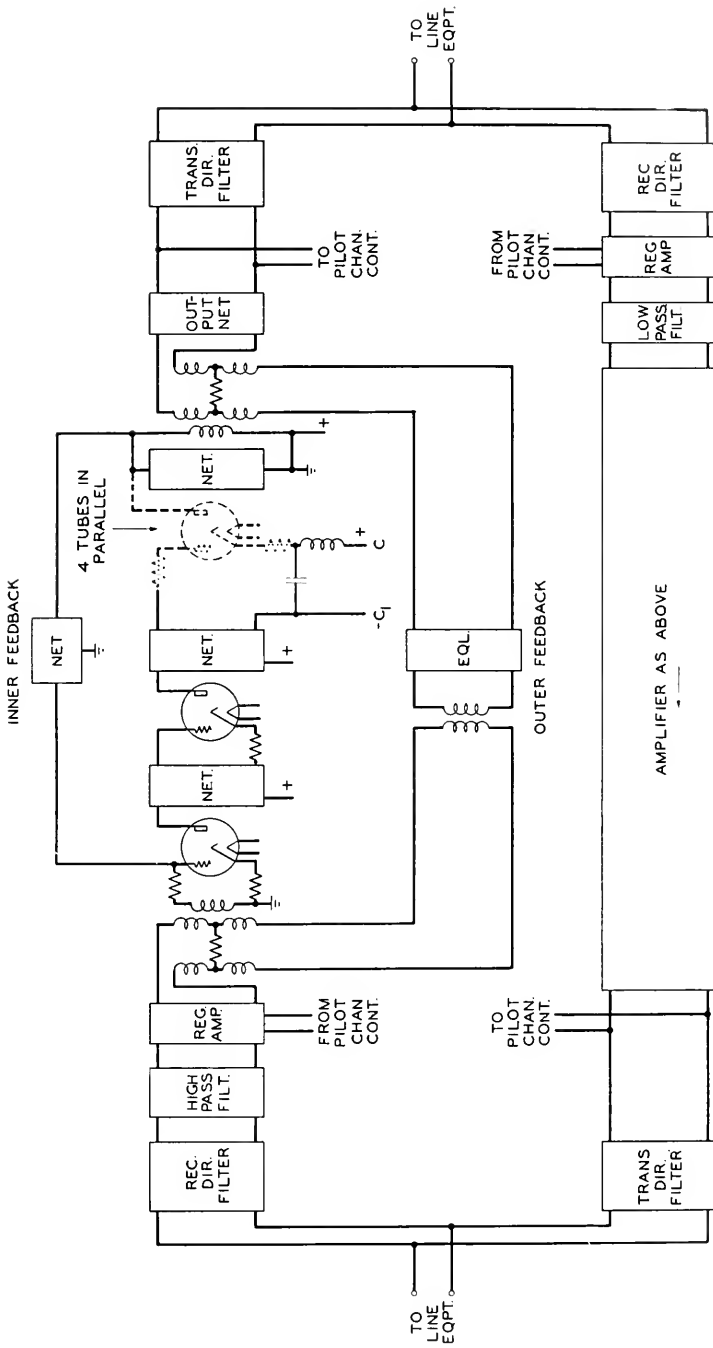 INNER FEEDBACK
NET
4 TUBES IN
PARALLEL
TO
LINE
EQPT.
REC.
DIR.
FILTER
HIGH
PASS
FILT.
REG.
AMP.
FROM
PILOT
CHAN
CONT.
NET.
+
NET.
+
-C1
C
+
NET.
+
OUT-
PUT
NET
TO
PILOT
CHAN.
CONT.
TRANS.
DIR.
FILTER
TO
LINE
EQPT.
EQL.
OUTER FEEDBACK
TRANS
DIR.
FILTER
TO
PILOT
CHAN.
CONT.
AMPLIFIER AS ABOVE
LOW
PASS
FILT.
REG
AMP
FROM
PILOT
CHAN.
CONT.
REC
DIR.
FILTER